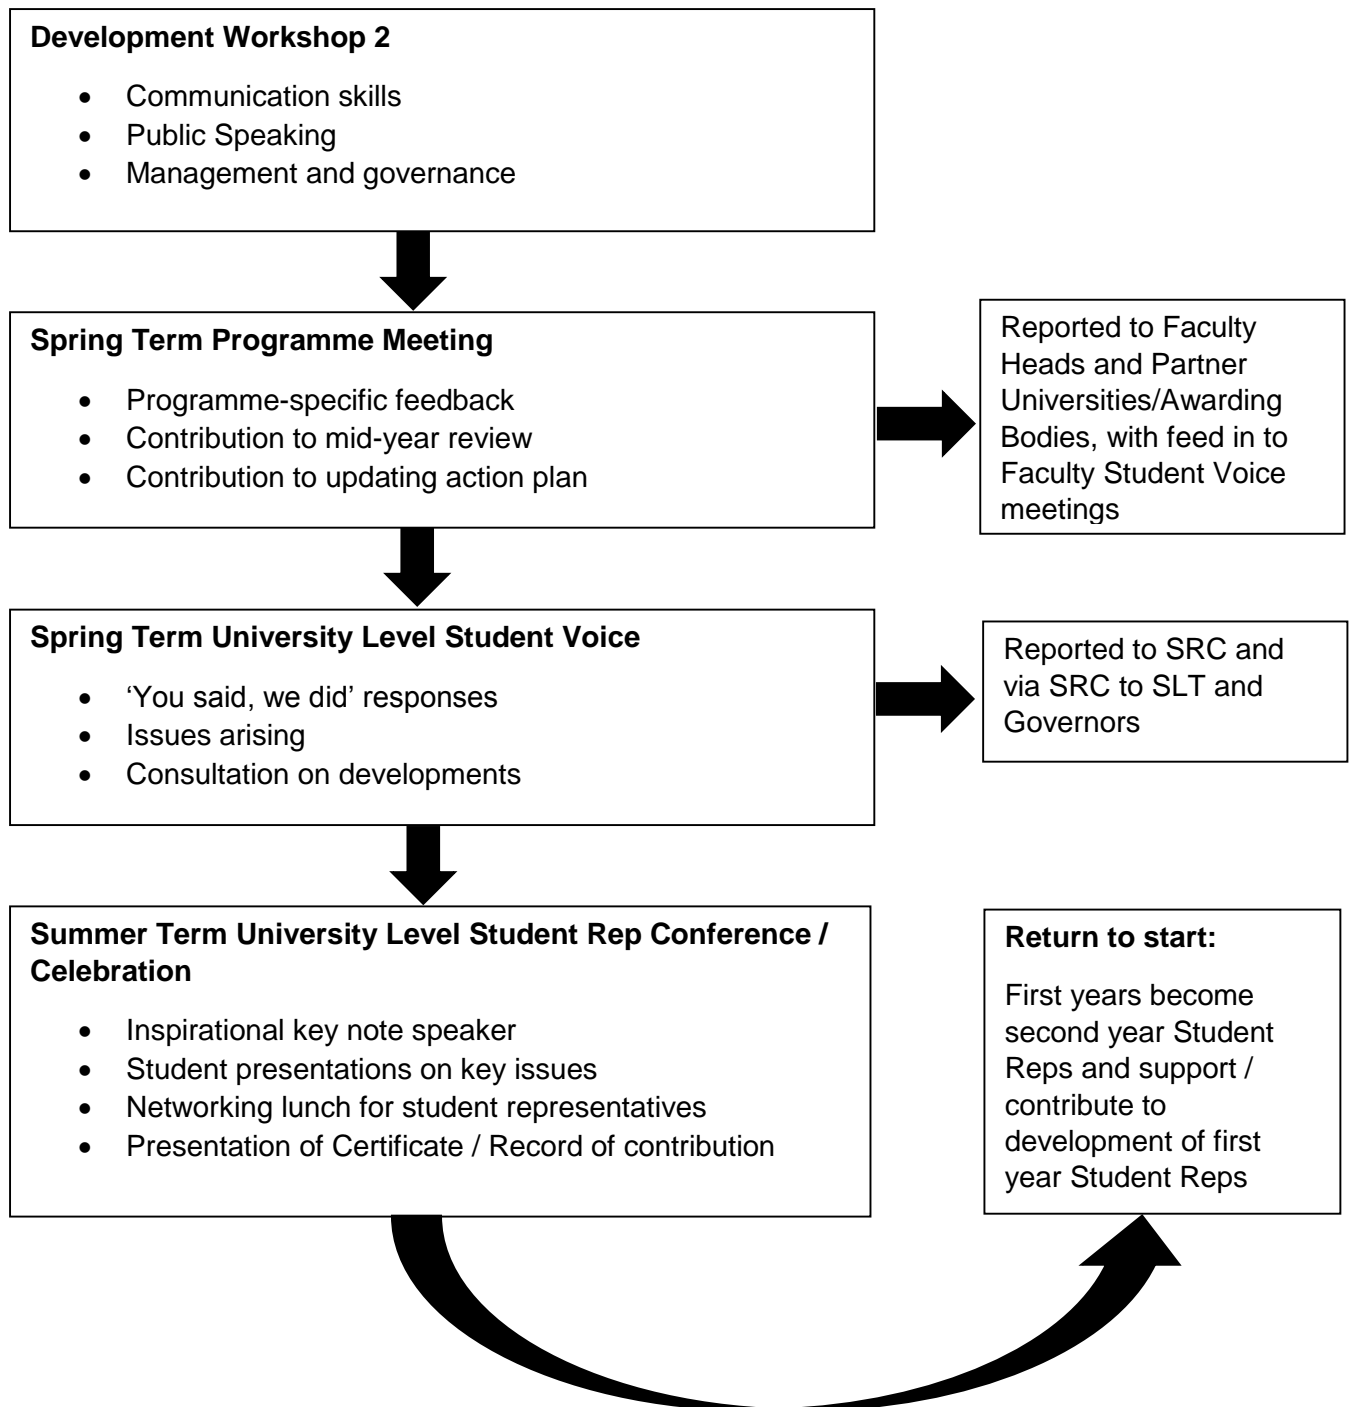 Development Workshop 2
• Communication skills
• Public Speaking
• Management and governance
Spring Term Programme Meeting
• Programme-specific feedback
• Contribution to mid-year review
• Contribution to updating action plan
Reported to Faculty
Heads and Partner
Universities/Awarding
Bodies, with feed in to
Faculty Student Voice
meetings
Spring Term University Level Student Voice
• ‘You said, we did’ responses
• Issues arising
• Consultation on developments
Reported to SRC and
via SRC to SLT and
Governors
Summer Term University Level Student Rep Conference /
Celebration
• Inspirational key note speaker
• Student presentations on key issues
• Networking lunch for student representatives
• Presentation of Certificate / Record of contribution
Return to start:
First years become
second year Student
Reps and support /
contribute to
development of first
year Student Reps